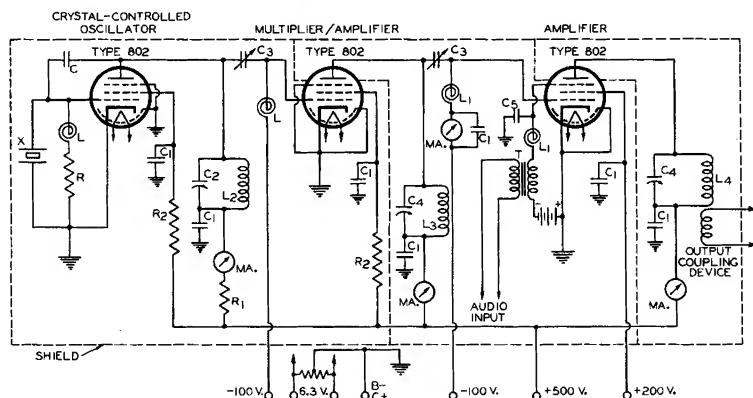 CRYSTAL-CONTROLLED
OSCILLATOR
MULTIPLIER/AMPLIFIER
AMPLIFIER
TYPE 802
TYPE 802
TYPE 802
C
C3
C3
L
L1
C5
X
L
C1
MA.
C1
L1
R
C2
L2
C1
C4
L3
T
C1
C4
L4
R2
C1
R2
C1
C1
MA.
MA.
MA.
OUTPUT
COUPLING
DEVICE
R1
AUDIO
INPUT
SHIELD
-100 V.
6.3 V.
B-
C+
-100 V.
+500 V.
+200 V.